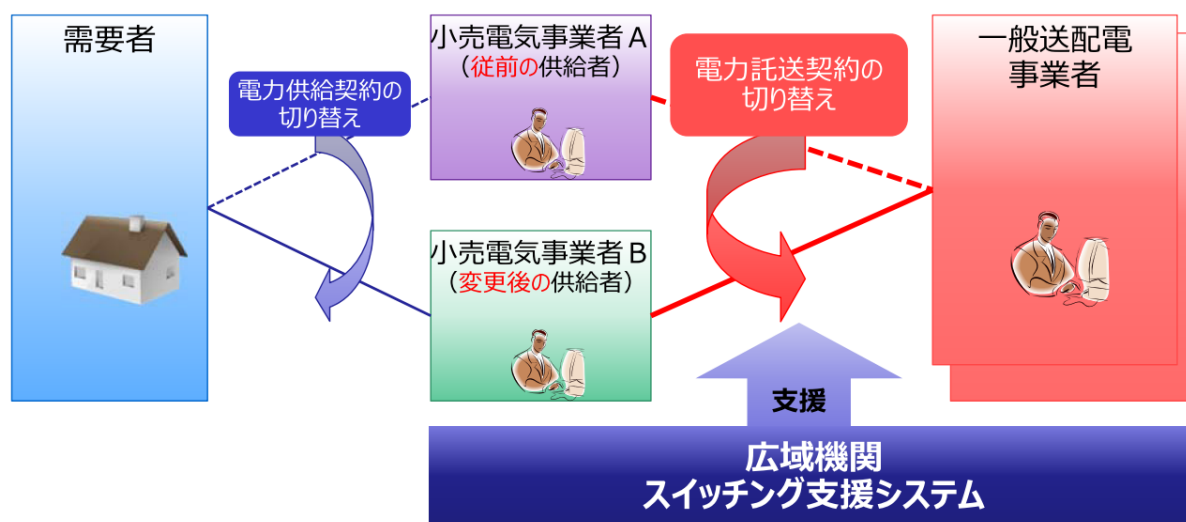 需要者
電力供給契約の
切り替え
小売電気事業者A
（従前の供給者）
電力託送契約の
切り替え
一般送配電
事業者
小売電気事業者B
（変更後の供給者）
支援
広域機関
スイッチング支援システム